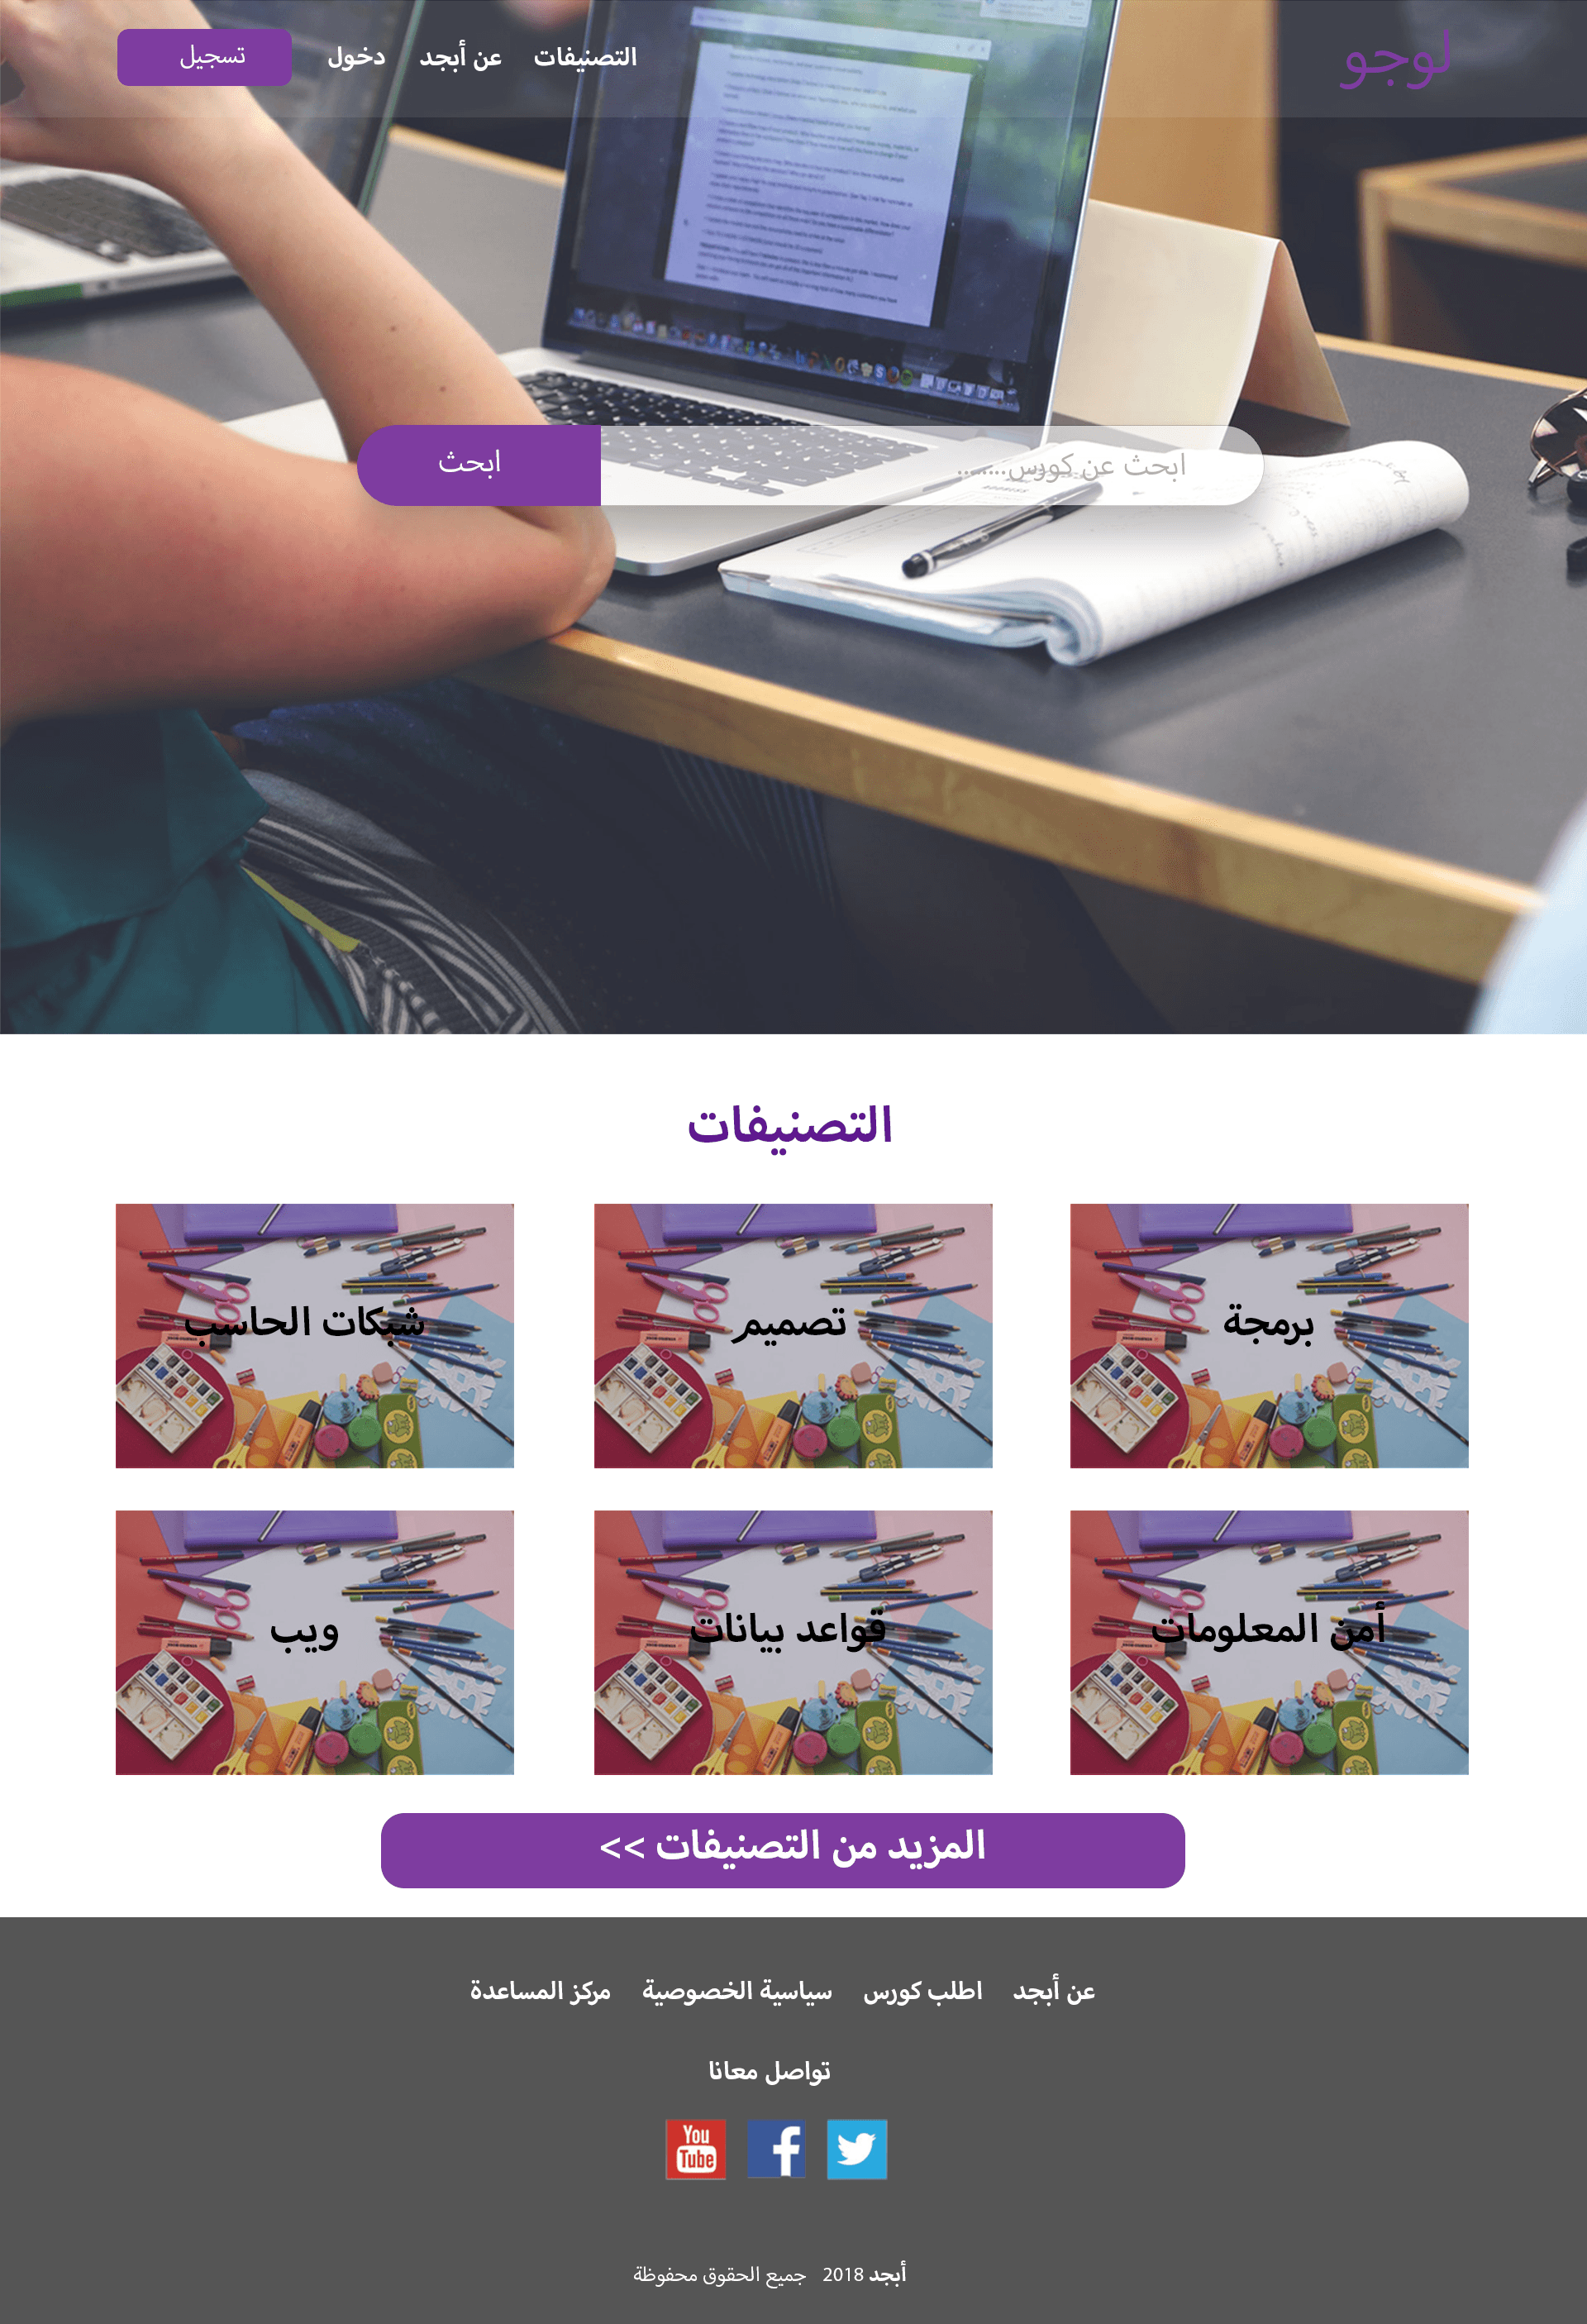 لوجو
التصنيفات
عن أبجد
دخول
تسجيل
ابحث عن كورس........
ابحث
التصنيفات
برمجة
تصميم
شبكات الحاسب
أمن المعلومات
قواعد بيانات
ويب
المزيد من التصنيفات >>
عن أبجد
اطلب كورس
سياسية الخصوصية
مركز المساعدة
تواصل معانا
You
Tube
أبجد 2018 جميع الحقوق محفوظة